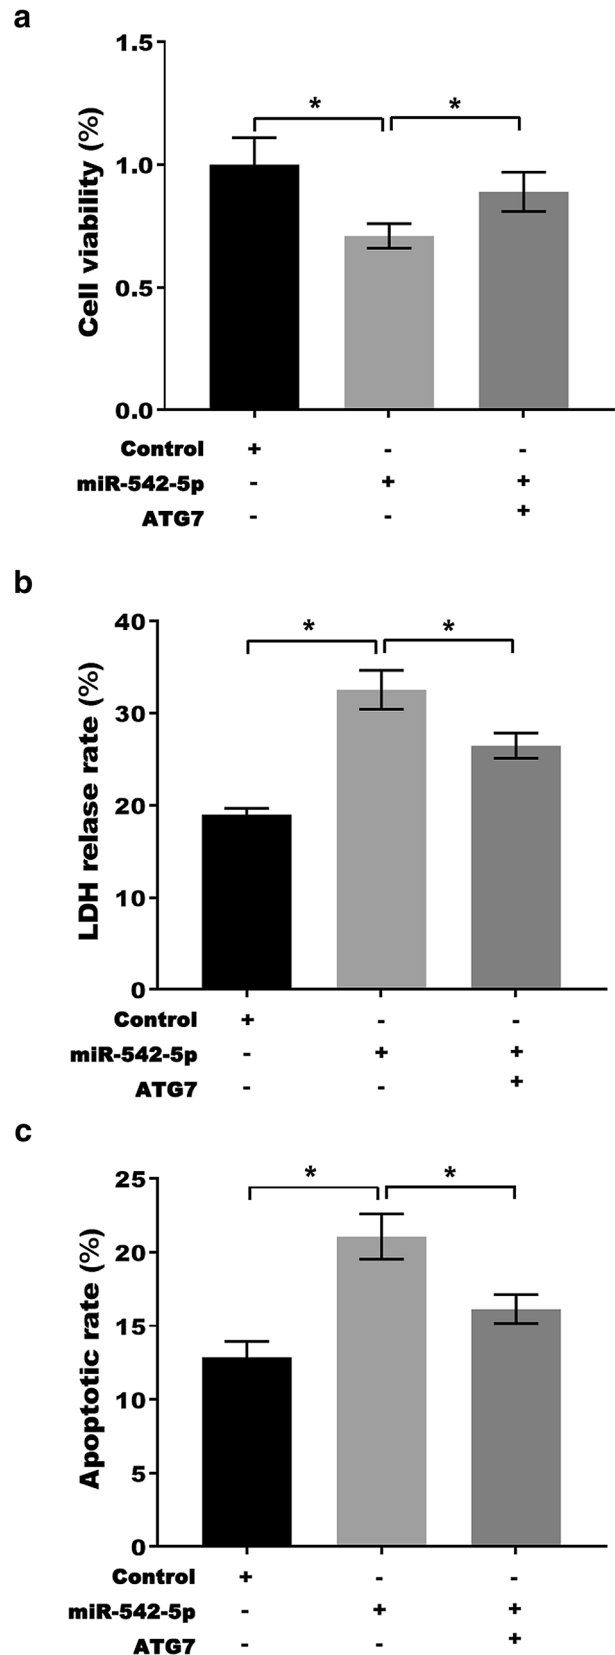 a
1.5
* *
1.0
Cell viability (%)
0.5
0.0
Control + - -
miR-542-5p - + +
ATG7 - - +
b
40
* *
30
LDH relase rate (%)
20
10
0
Control + - -
miR-542-5p - + +
ATG7 - - +
c
25
* *
20
15
Apoptotic rate (%)
10
5
0
Control + - -
miR-542-5p - + +
ATG7 - - +